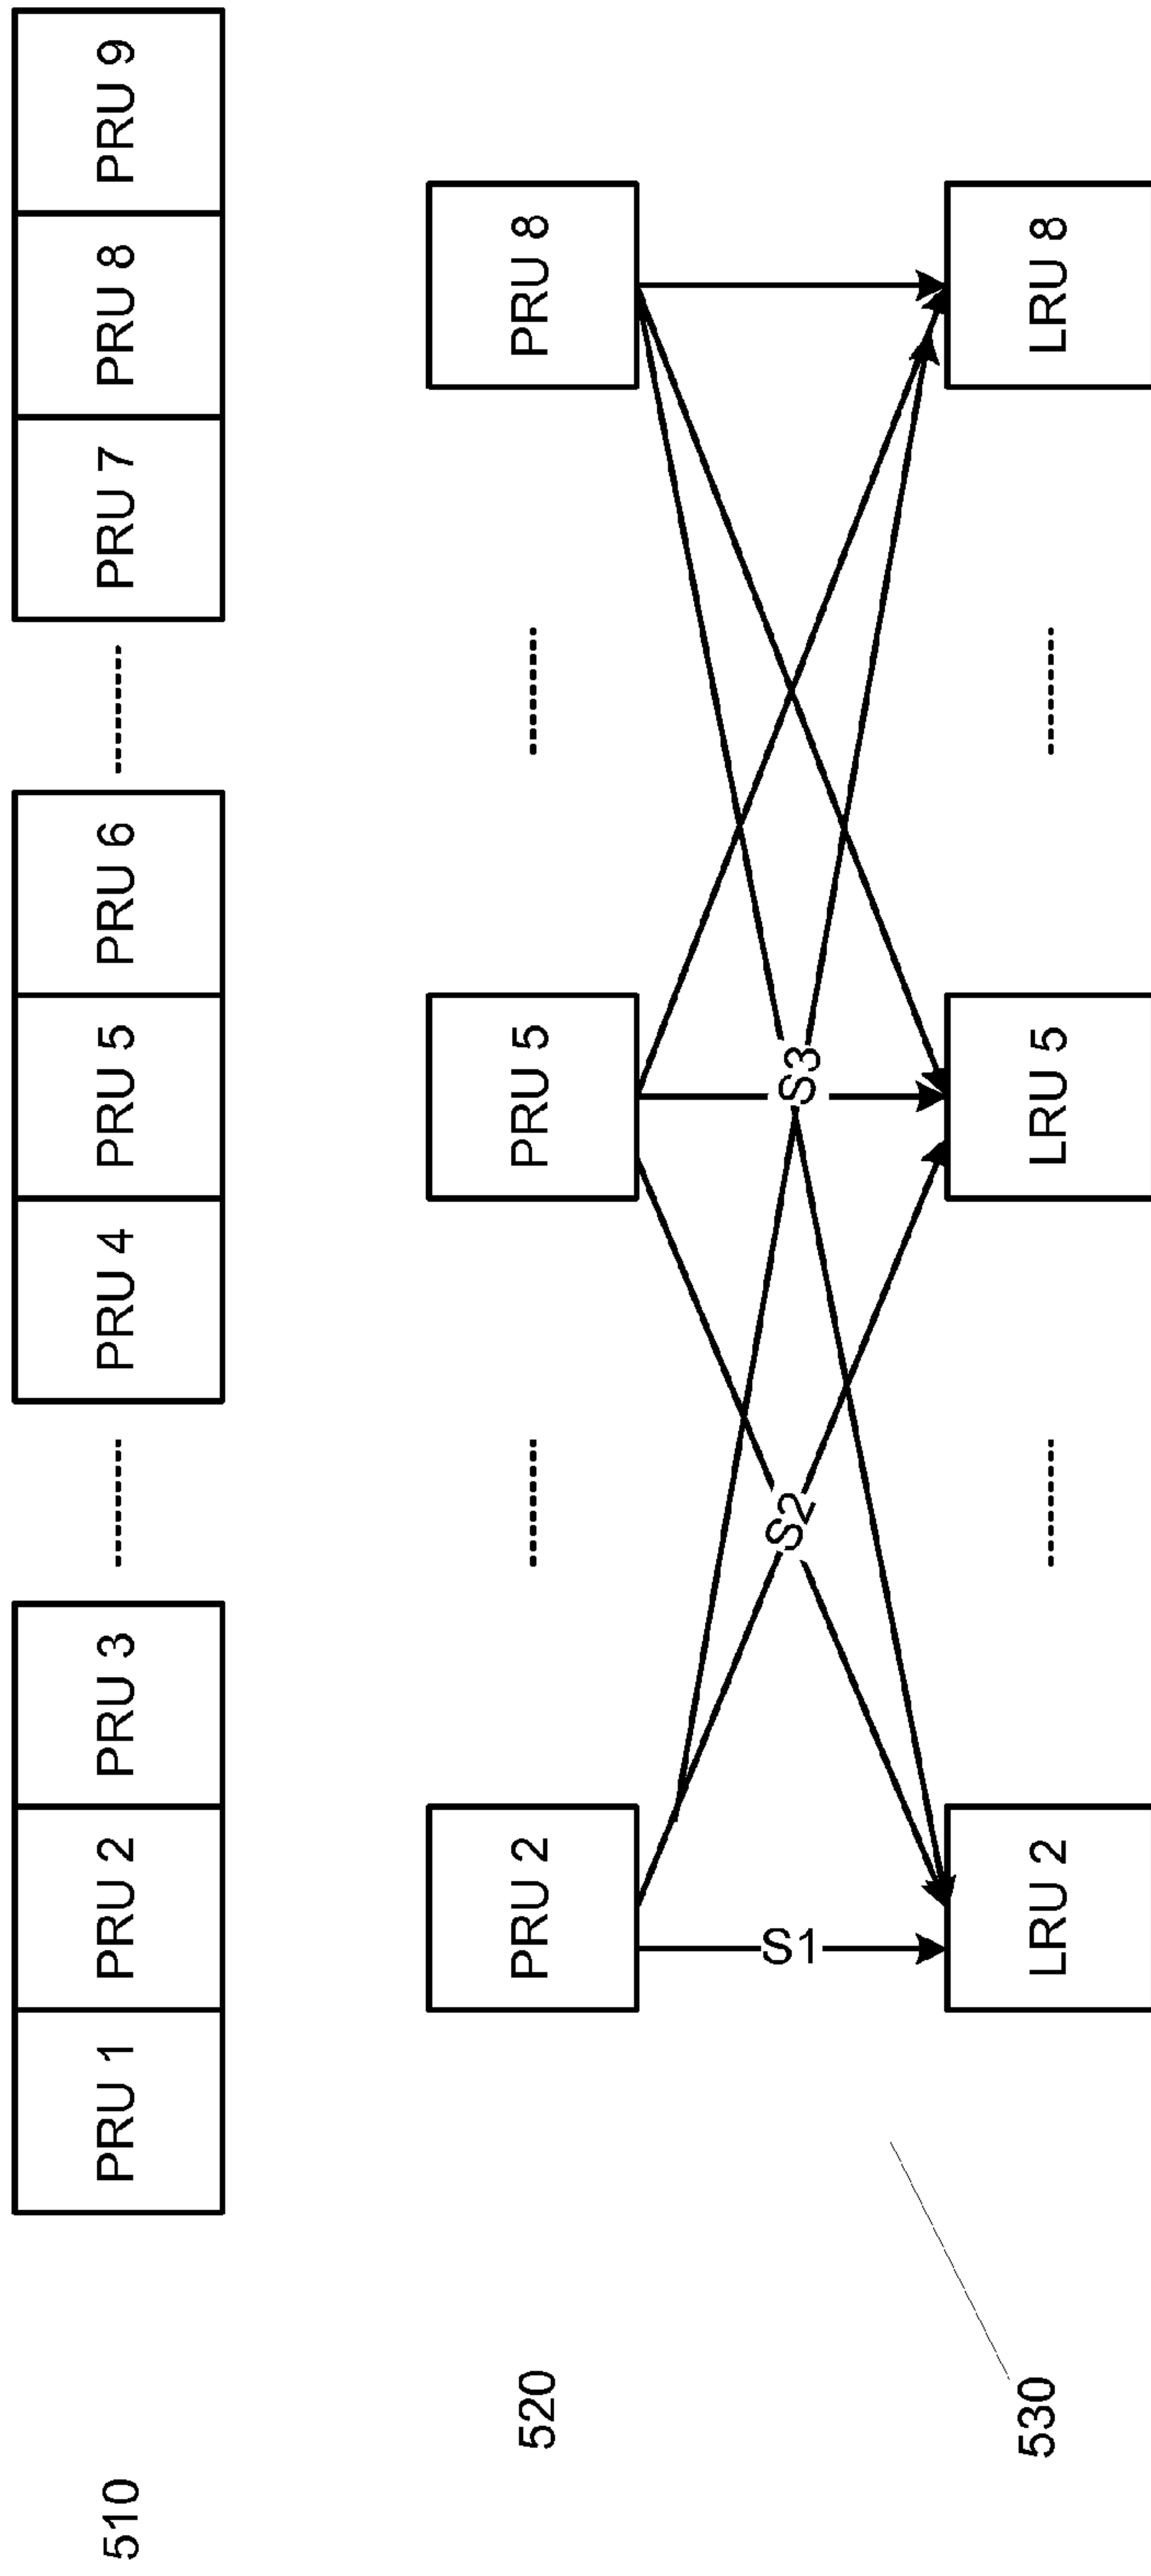 510
PRU 1 PRU 2 PRU 3 PRU 4 PRU 5 PRU 6 PRU 7 PRU 8 PRU 9
520
PRU 2 PRU 5 PRU 8
S1 S2 S3
530
LRU 2 LRU 5 LRU 8